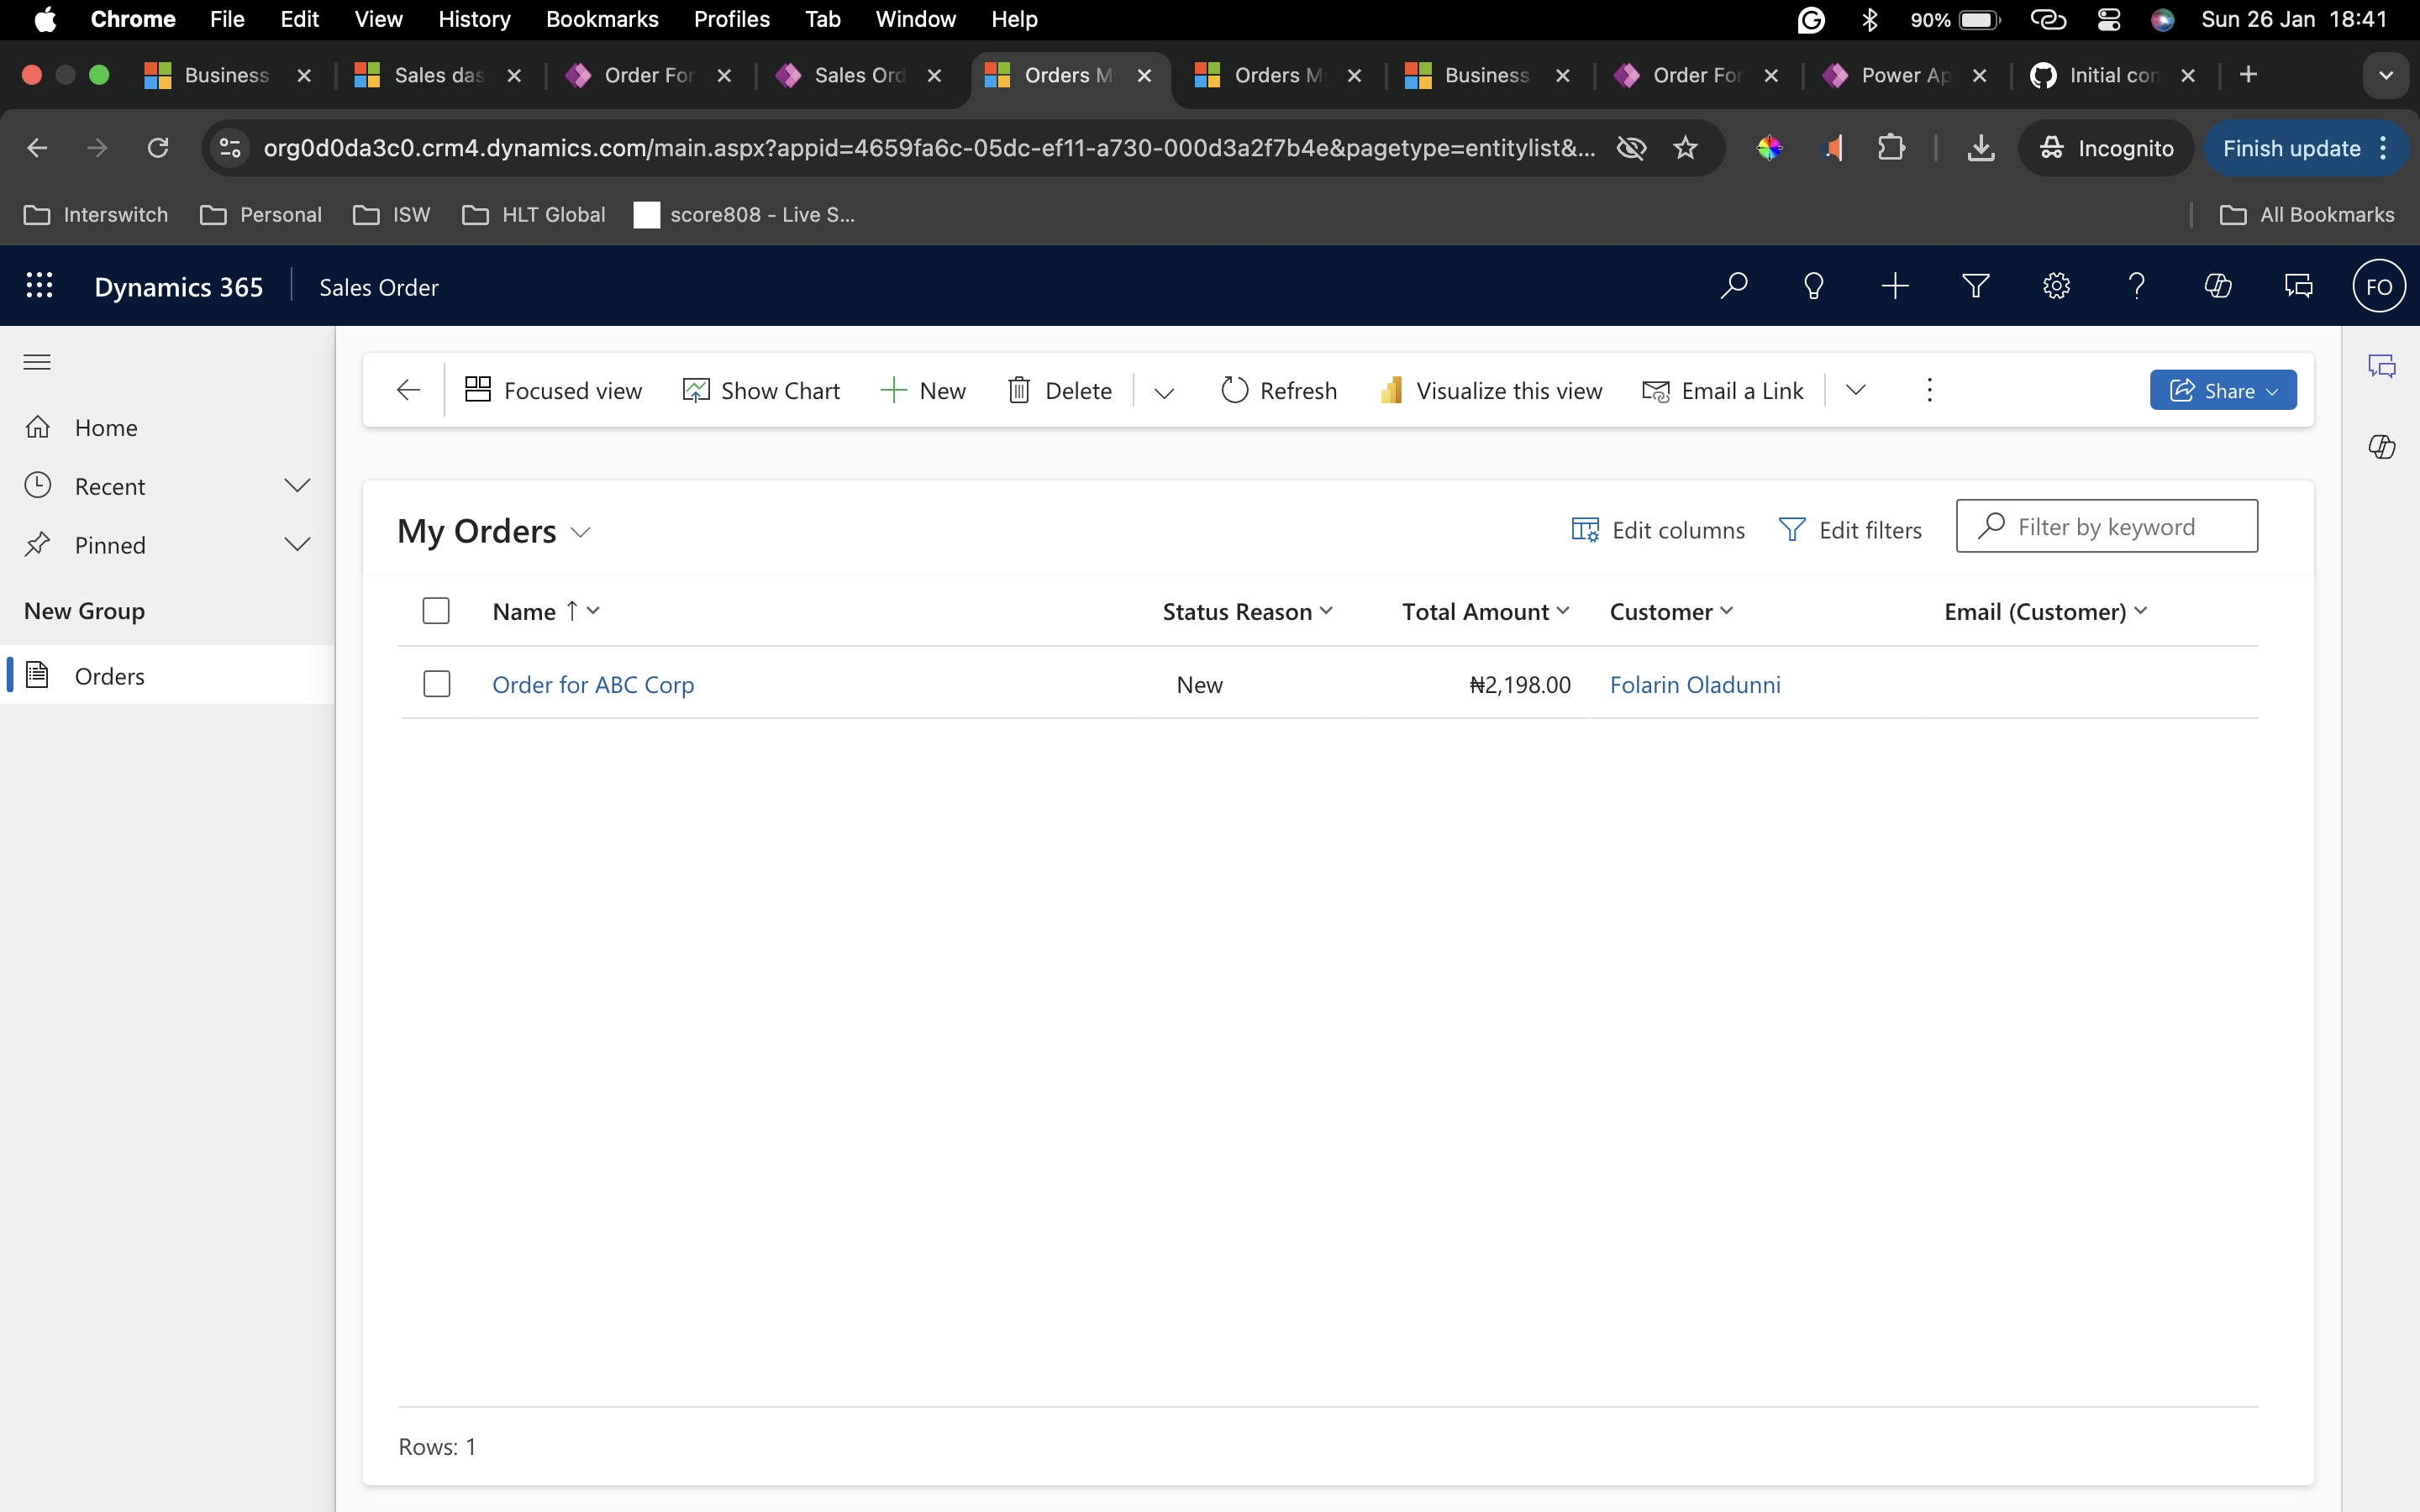 Chrome File Edit View History Bookmarks Profiles Tab Window Help 90% Sun 26 Jan 18:41
Business Sales das Order For Sales Ord Orders M Orders M Business Order For Power Ap Initial con
org0d0da3c0.crm4.dynamics.com/main.aspx?appid=4659fa6c-05dc-ef11-a730-000d3a2f7b4e&pagetype=entitylist&... Incognito Finish update
Interswitch Personal ISW HLT Global score808 - Live S... All Bookmarks
Dynamics 365 Sales Order FO
Focused view Show Chart New Delete Refresh Visualize this view Email a Link Share
Home
Recent
Pinned
New Group
Orders
My Orders Edit columns Edit filters Filter by keyword
Name Status Reason Total Amount Customer Email (Customer)
Order for ABC Corp New ₦2,198.00 Folarin Oladunni
Rows: 1